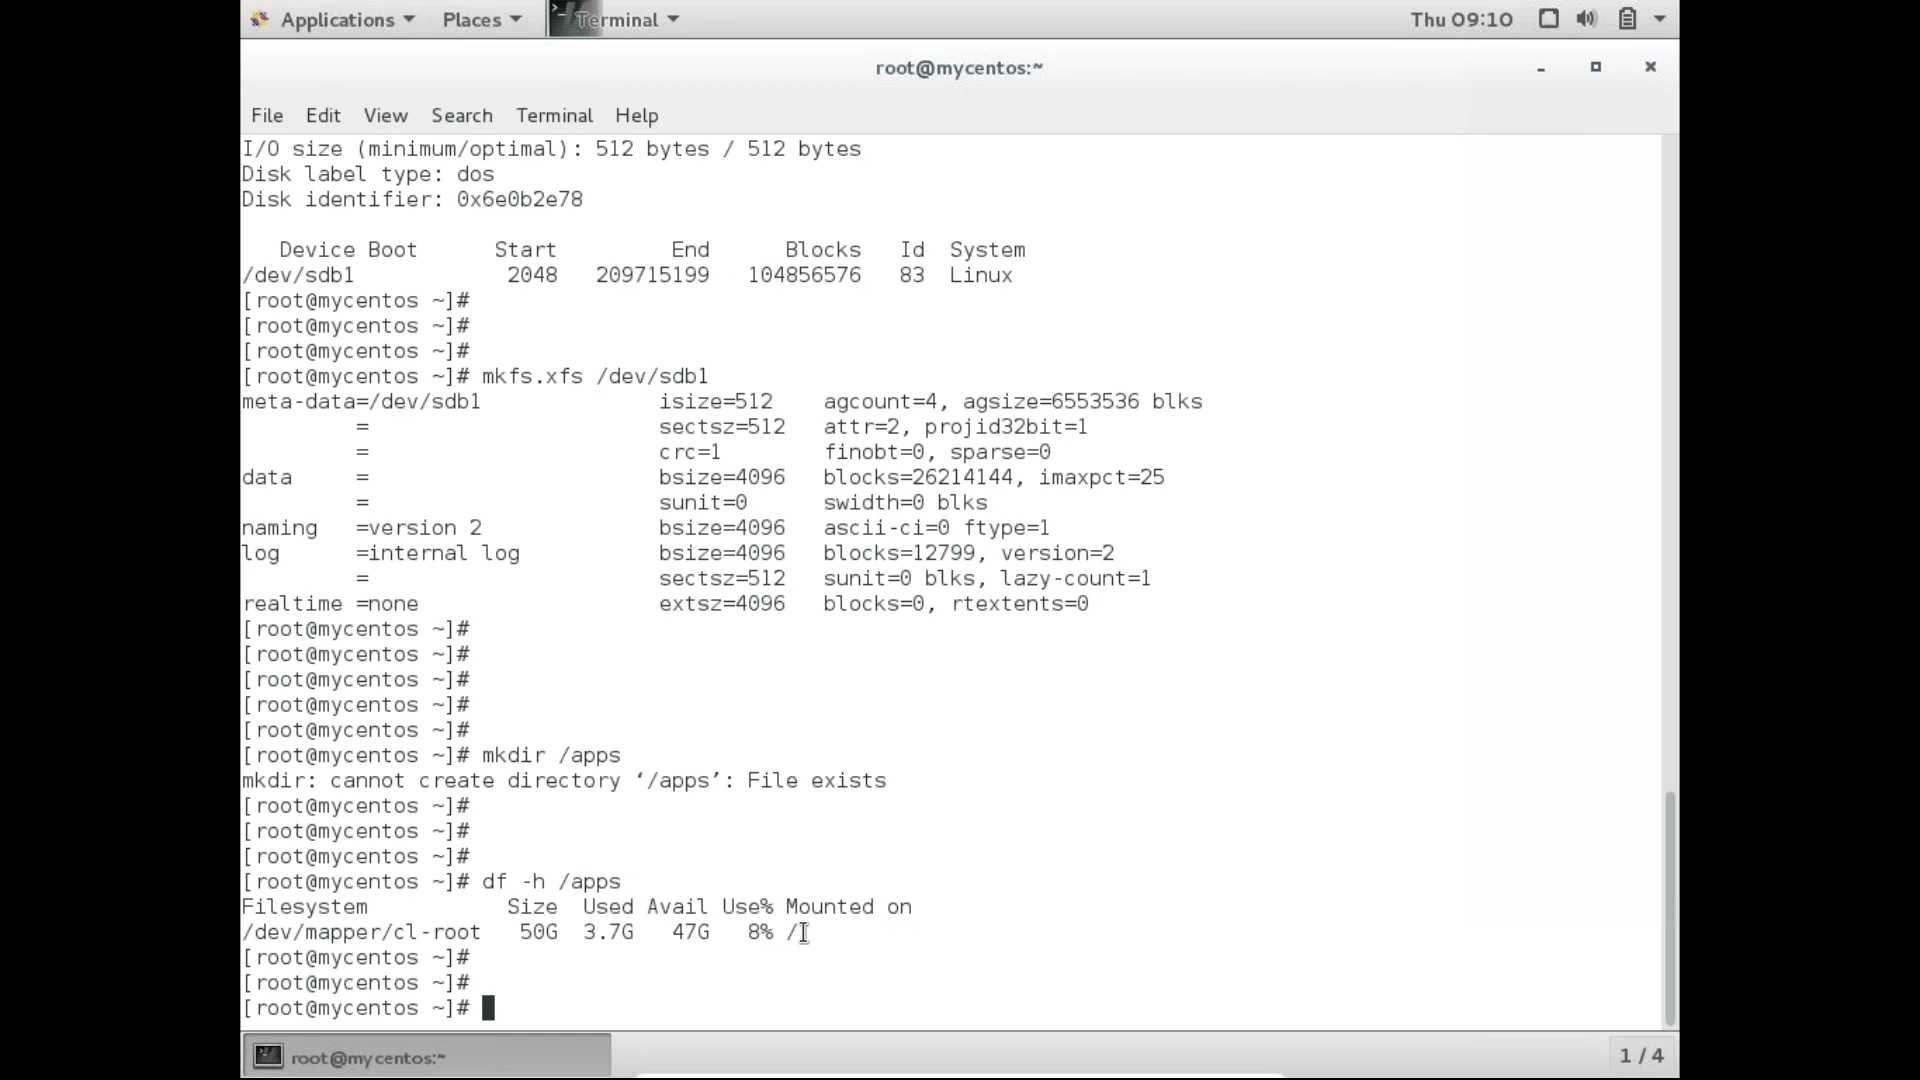 Applications Places Terminal Thu 09:10
root@mycentos:~
File Edit View Search Terminal Help
I/O size (minimum/optimal): 512 bytes / 512 bytes
Disk label type: dos
Disk identifier: 0x6e0b2e78
   Device Boot      Start         End      Blocks   Id  System
/dev/sdb1            2048   209715199   104856576   83  Linux
[root@mycentos ~]#
[root@mycentos ~]#
[root@mycentos ~]#
[root@mycentos ~]# mkfs.xfs /dev/sdb1
meta-data=/dev/sdb1              isize=512    agcount=4, agsize=6553536 blks
         =                       sectsz=512   attr=2, projid32bit=1
         =                       crc=1        finobt=0, sparse=0
data     =                       bsize=4096   blocks=26214144, imaxpct=25
         =                       sunit=0      swidth=0 blks
naming   =version 2              bsize=4096   ascii-ci=0 ftype=1
log      =internal log           bsize=4096   blocks=12799, version=2
         =                       sectsz=512   sunit=0 blks, lazy-count=1
realtime =none                   extsz=4096   blocks=0, rtextents=0
[root@mycentos ~]#
[root@mycentos ~]#
[root@mycentos ~]#
[root@mycentos ~]#
[root@mycentos ~]#
[root@mycentos ~]# mkdir /apps
mkdir: cannot create directory ‘/apps’: File exists
[root@mycentos ~]#
[root@mycentos ~]#
[root@mycentos ~]#
[root@mycentos ~]# df -h /apps
Filesystem           Size  Used Avail Use% Mounted on
/dev/mapper/cl-root   50G  3.7G   47G   8% /
[root@mycentos ~]#
[root@mycentos ~]#
[root@mycentos ~]#
root@mycentos:~ 1 / 4